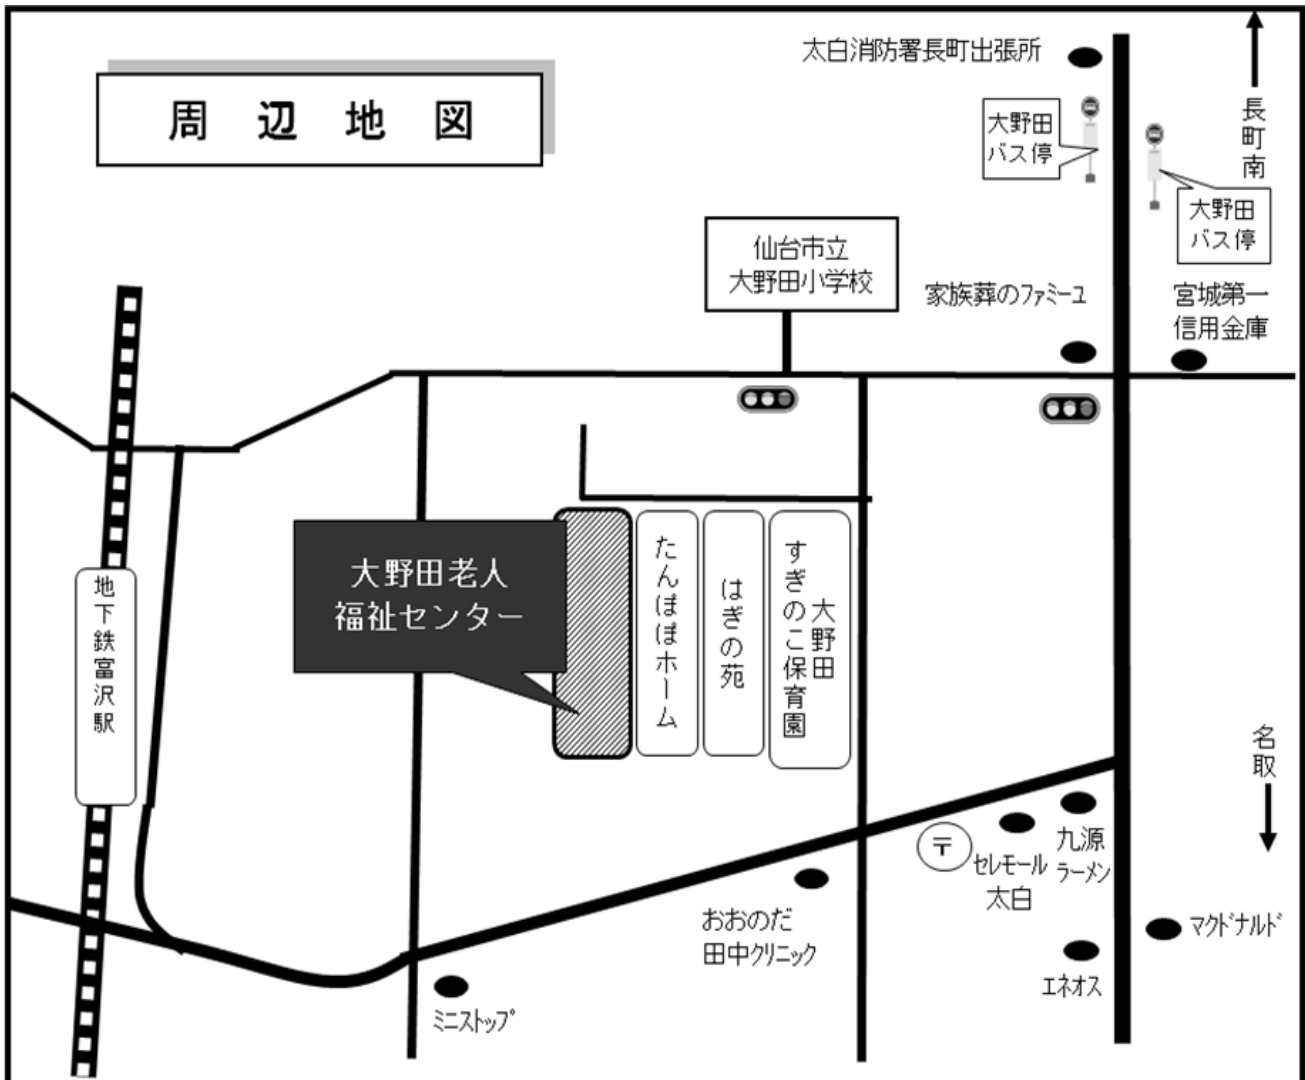 周辺地図
太白消防署長町出張所
大野田
バス停
長町南
大野田
バス停
仙台市立
大野田小学校
家族葬のファミーユ
宮城第一
信用金庫
大野田老人
福祉センター
たんぽぽホーム
はぎの苑
大野田
すぎのこ保育園
地下鉄富沢駅
名取
〒
セレモール
太白
九源
ラーメン
おおのだ
田中クリニック
マクドナルド
エネオス
ミニストップ